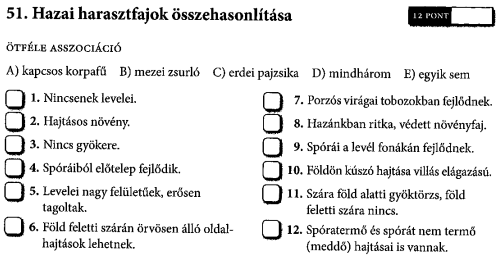 51. Hazai harasztfajok összehasonlítása
12 PONT
ÖTFÉLE ASSZOCIÁCIÓ
A) kapcsos korpafű B) mezei zsurló C) erdei pajzsika D) mindhárom E) egyik sem
1. Nincsenek levelei.
2. Hajtásos növény.
3. Nincs gyökere.
4. Spóráiból előtelep fejlődik.
5. Levelei nagy felületűek, erősen
tagoltak.
6. Föld feletti szárán örvösen álló oldal-
hajtások lehetnek.
7. Porzós virágai tobozokban fejlődnek.
8. Hazánkban ritka, védett növényfaj.
9. Spórái a levél fonákán fejlődnek.
10. Földön kúszó hajtása villás elágazású.
11. Szára föld alatti gyöktörzs, föld
feletti szára nincs.
12. Spóratermő és spórát nem termő
(meddő) hajtásai is vannak.